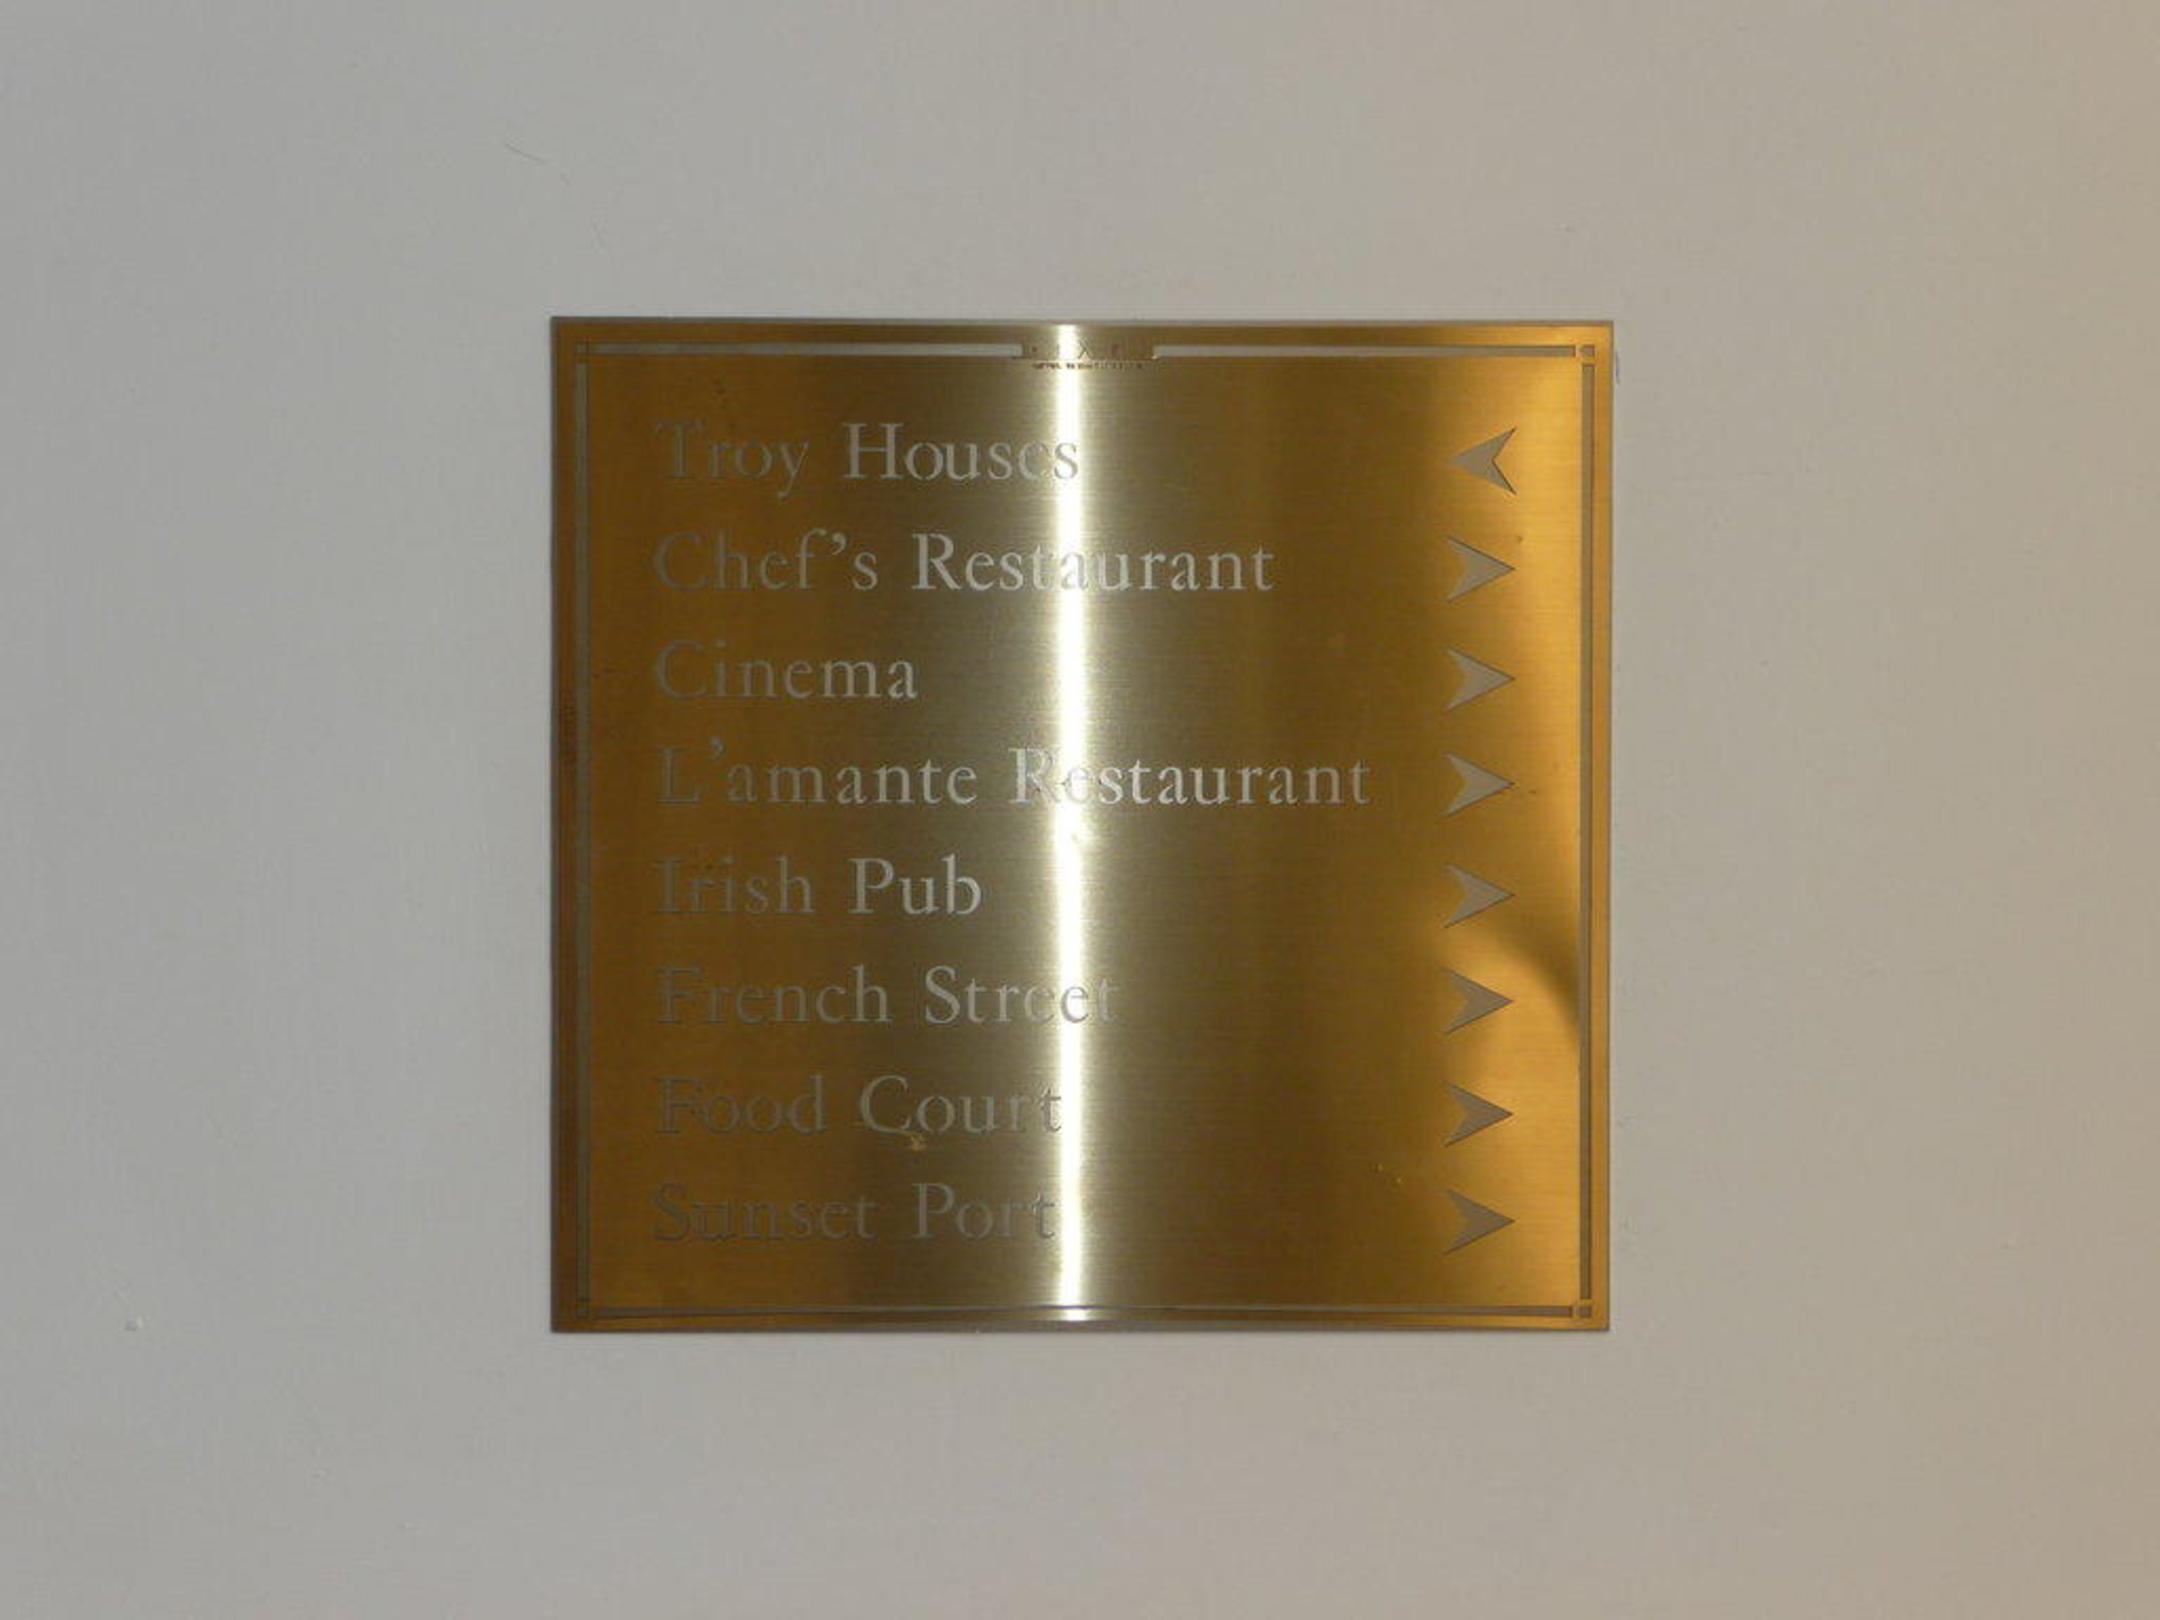 Troy Houses
Chef's Restaurant
Cinema
L'amante Restaurant
Irish Pub
French Street
Food Court
Sunset Port